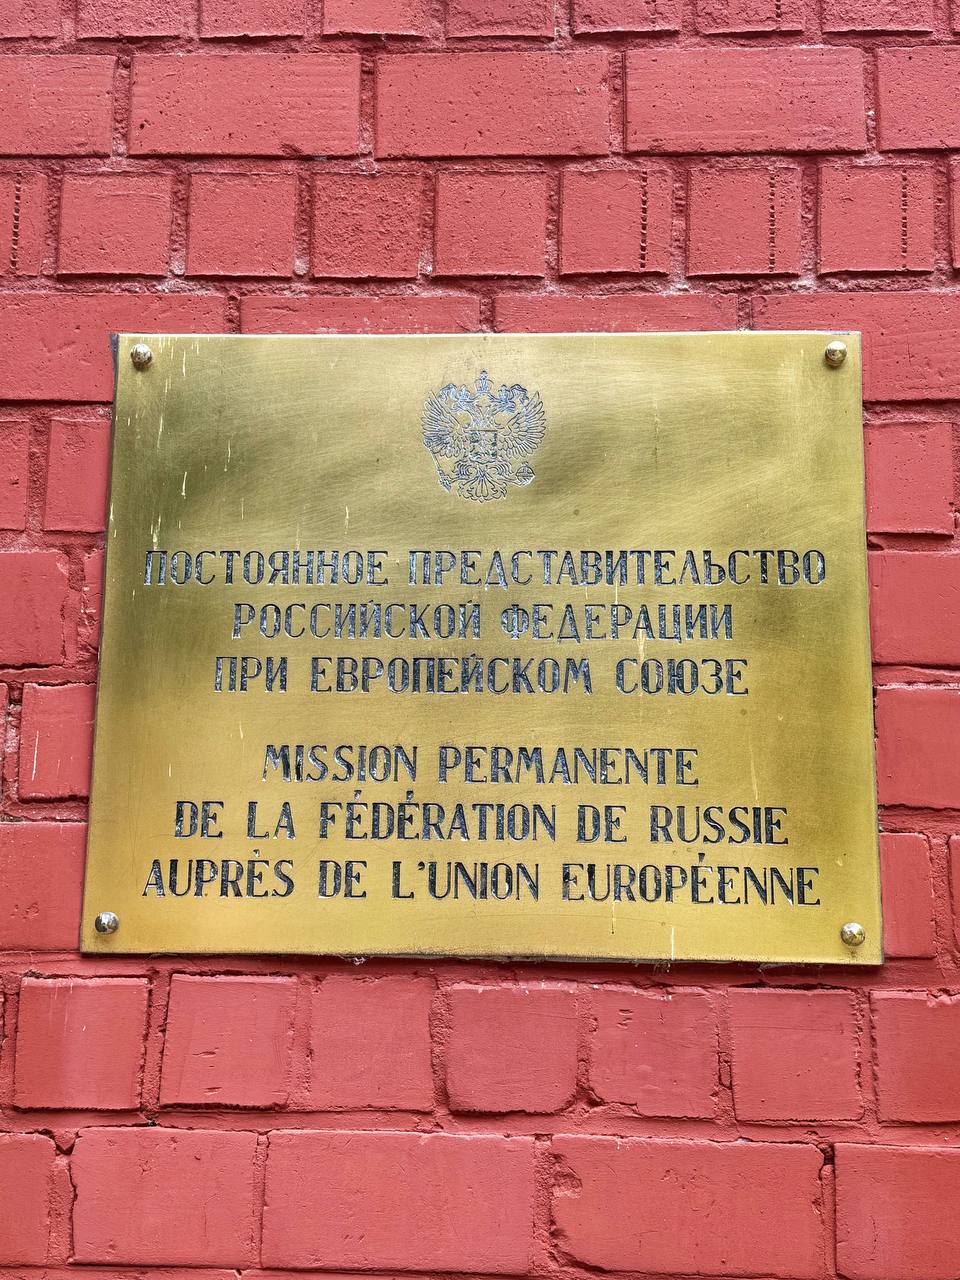 ПОСТОЯННОЕ ПРЕДСТАВИТЕЛЬСТВО
РОССИЙСКОЙ ФЕДЕРАЦИИ
ПРИ ЕВРОПЕЙСКОМ СОЮЗЕ
MISSION PERMANENTE
DE LA FÉDÉRATION DE RUSSIE
AUPRÈS DE L'UNION EUROPÉENNE